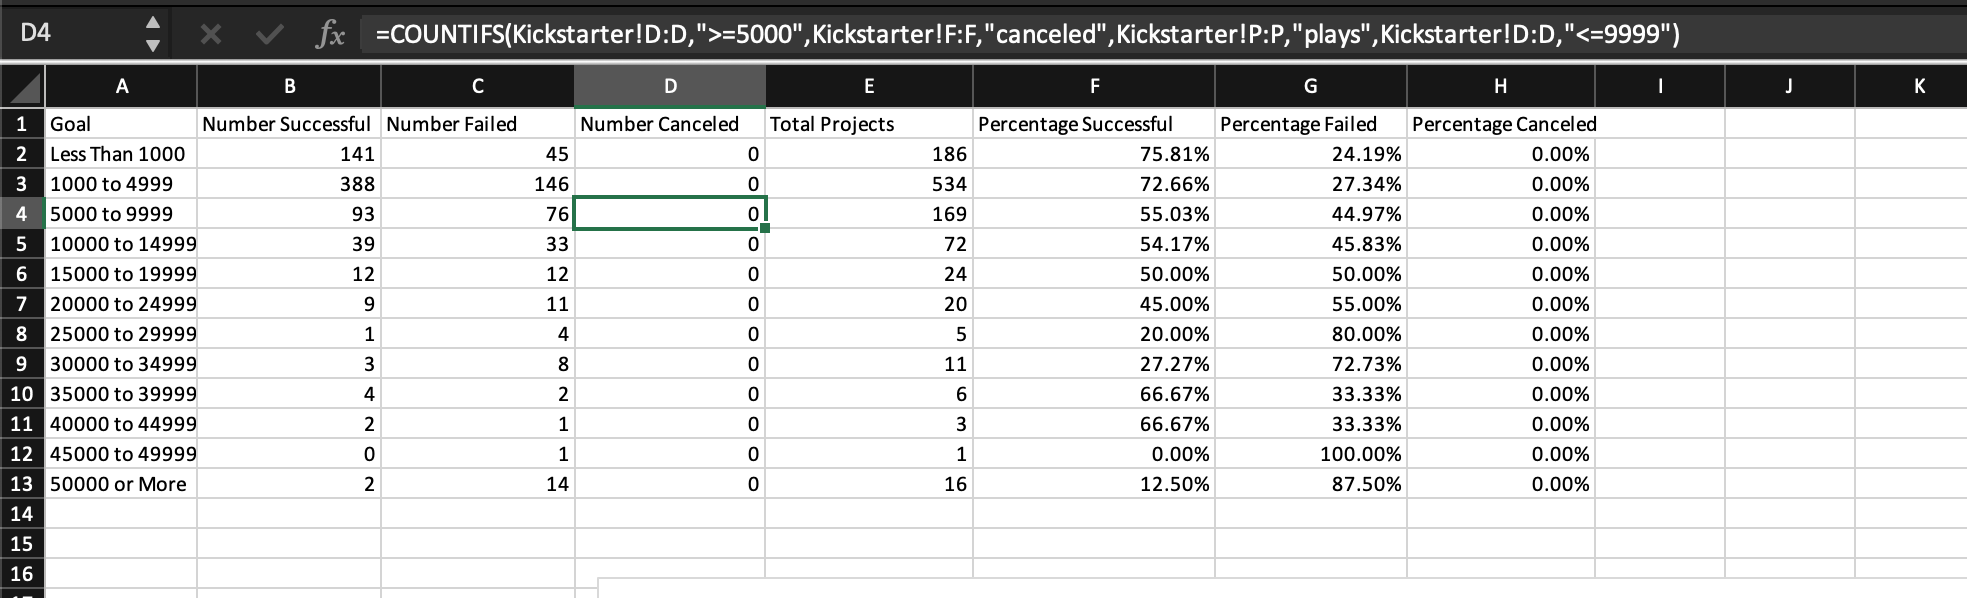 D4 fx =COUNTIFS(Kickstarter!D:D,">=5000",Kickstarter!F:F,"canceled",Kickstarter!P:P,"plays",Kickstarter!D:D,"<=9999")
A B C D E F G H I J K
1 Goal Number Successful Number Failed Number Canceled Total Projects Percentage Successful Percentage Failed Percentage Canceled
2 Less Than 1000 141 45 0 186 75.81% 24.19% 0.00%
3 1000 to 4999 388 146 0 534 72.66% 27.34% 0.00%
4 5000 to 9999 93 76 0 169 55.03% 44.97% 0.00%
5 10000 to 14999 39 33 0 72 54.17% 45.83% 0.00%
6 15000 to 19999 12 12 0 24 50.00% 50.00% 0.00%
7 20000 to 24999 9 11 0 20 45.00% 55.00% 0.00%
8 25000 to 29999 1 4 0 5 20.00% 80.00% 0.00%
9 30000 to 34999 3 8 0 11 27.27% 72.73% 0.00%
10 35000 to 39999 4 2 0 6 66.67% 33.33% 0.00%
11 40000 to 44999 2 1 0 3 66.67% 33.33% 0.00%
12 45000 to 49999 0 1 0 1 0.00% 100.00% 0.00%
13 50000 or More 2 14 0 16 12.50% 87.50% 0.00%
14
15
16